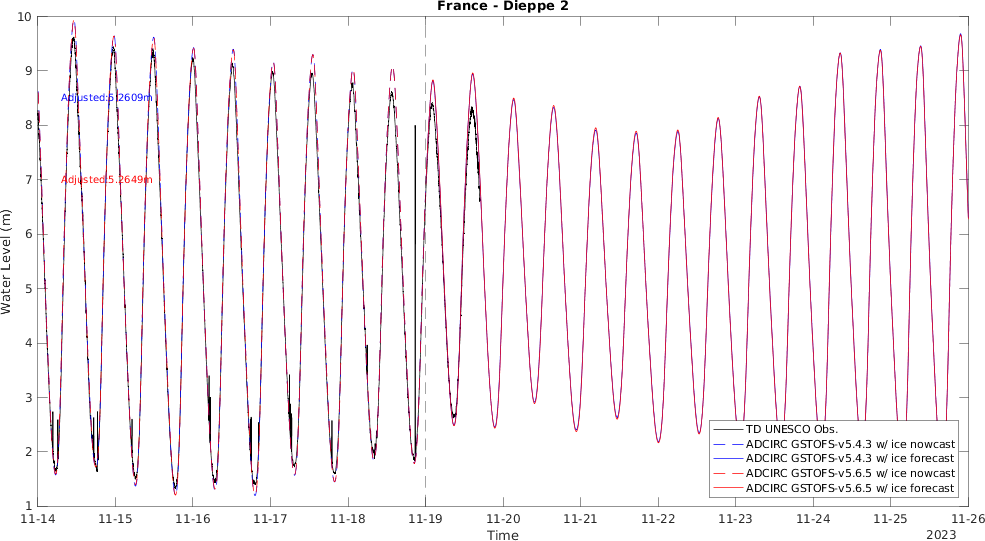 France - Dieppe 2
10
9
8
7
6
5
4
3
2
1
Water Level (m)
Adjusted:5.2609m
Adjusted:5.2649m
TD UNESCO Obs.
ADCIRC GSTOFS-v5.4.3 w/ ice nowcast
ADCIRC GSTOFS-v5.4.3 w/ ice forecast
ADCIRC GSTOFS-v5.6.5 w/ ice nowcast
ADCIRC GSTOFS-v5.6.5 w/ ice forecast
11-14 11-15 11-16 11-17 11-18 11-19 11-20 11-21 11-22 11-23 11-24 11-25 11-26
Time
2023